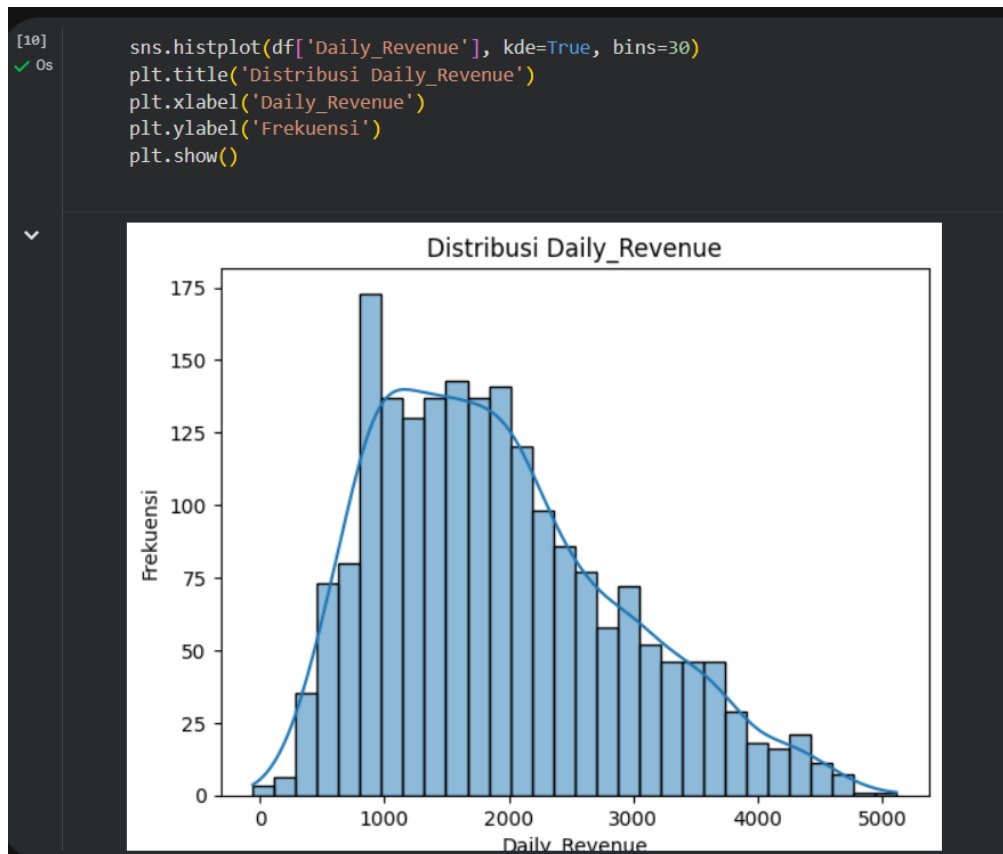 [10]
0s
sns.histplot(df['Daily_Revenue'], kde=True, bins=30)
plt.title('Distribusi Daily_Revenue')
plt.xlabel('Daily_Revenue')
plt.ylabel('Frekuensi')
plt.show()
Distribusi Daily_Revenue
175
150
125
100
75
50
25
0
Frekuensi
0 1000 2000 3000 4000 5000
Daily_Revenue